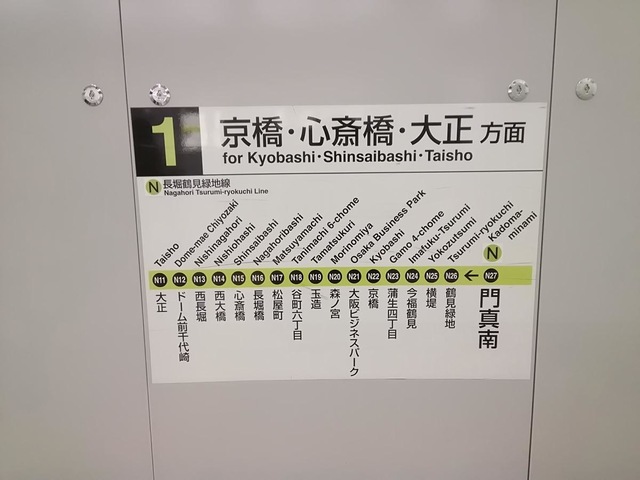 1
京橋・心斎橋・大正 方面
for Kyobashi・Shinsaibashi・Taisho
N 長堀鶴見緑地線
Nagahori Tsurumi-ryokuchi Line
Taisho
Dome-mae Chiyozaki
Nishinagahori
Nishiohashi
Shinsaibashi
Nagahoribashi
Matsuyamachi
Tanimachi 6-chome
Tamatsukuri
Morinomiya
Osaka Business Park
Kyobashi
Gamo 4-chome
Imafuku-Tsurumi
Yokozutsumi
Tsurumi-ryokuchi
Kadoma-
minami
N
N11 N12 N13 N14 N15 N16 N17 N18 N19 N20 N21 N22 N23 N24 N25 N26 ← N27
大正
ドーム前千代崎
西長堀
西大橋
心斎橋
長堀橋
松屋町
谷町六丁目
玉造
森ノ宮
大阪ビジネスパーク
京橋
蒲生四丁目
今福鶴見
横堤
鶴見緑地
門真南